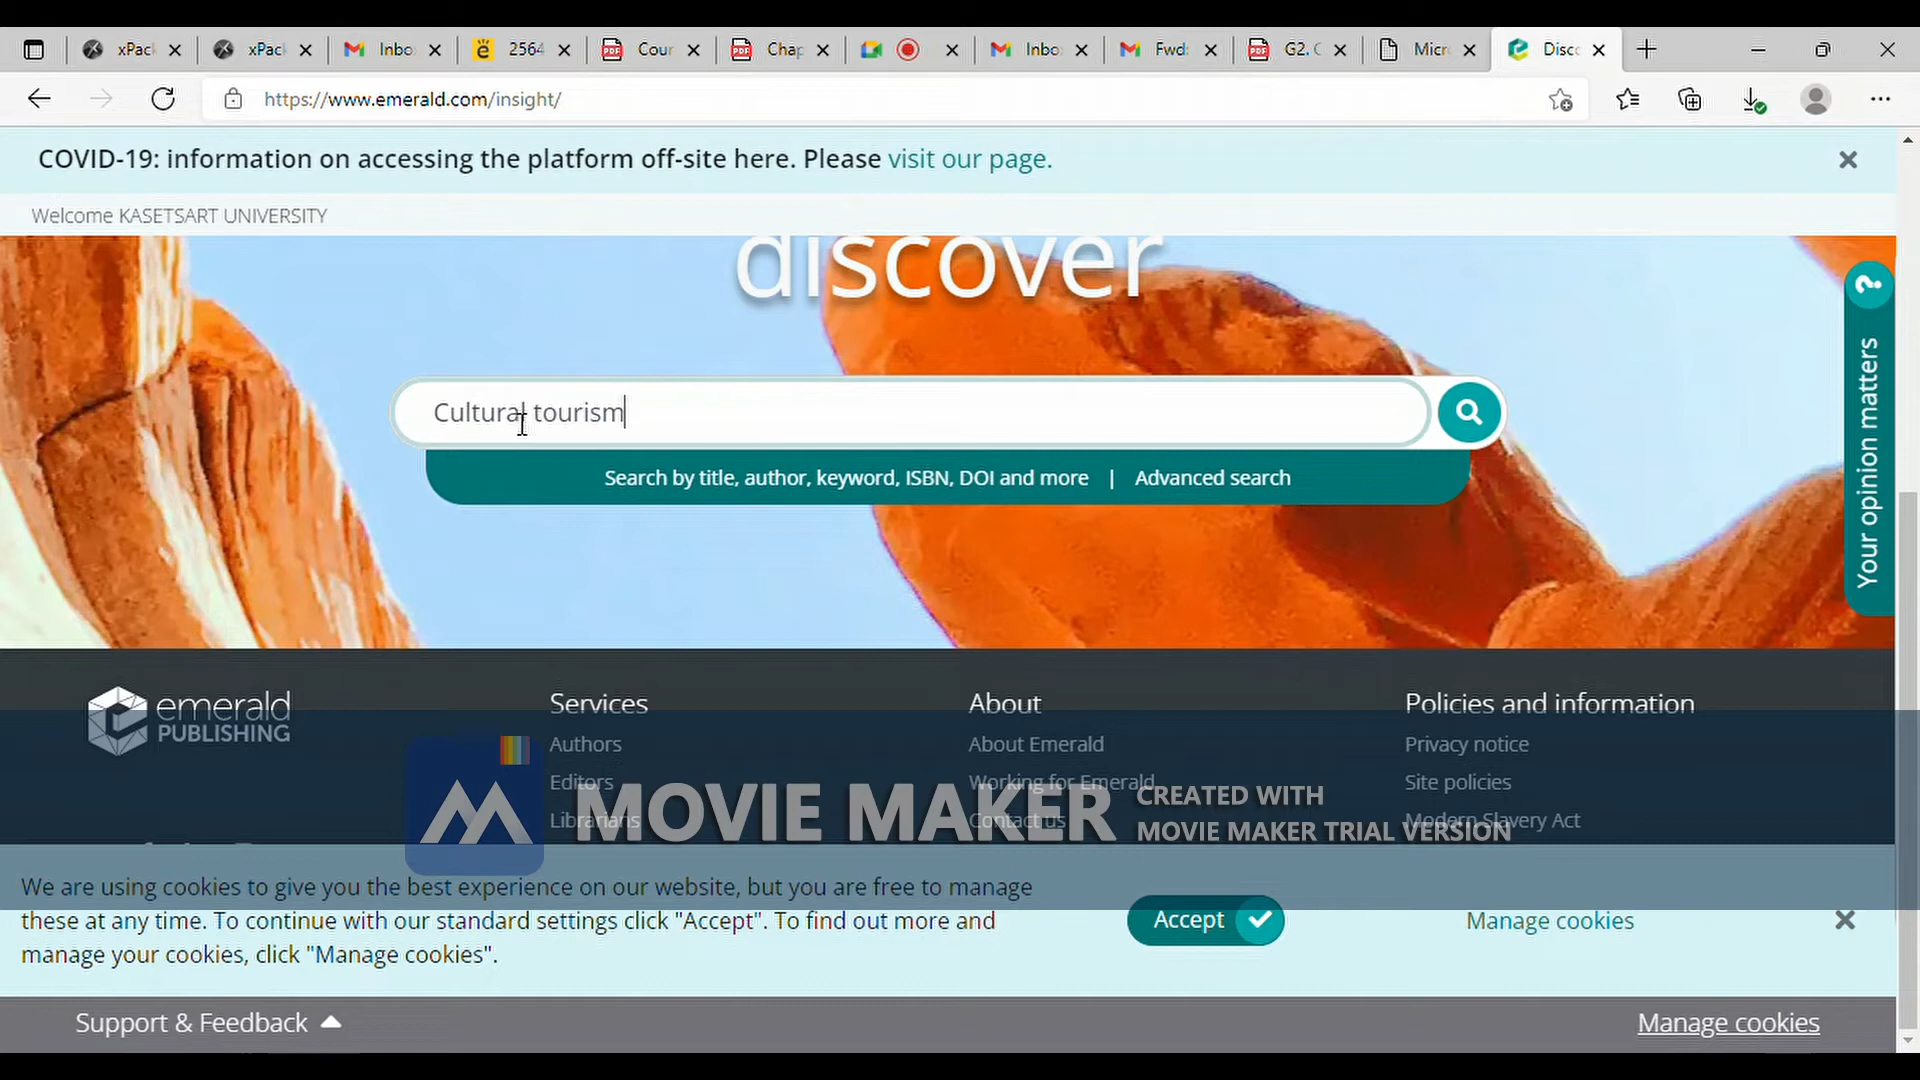 xPac
xPac
Inbo
2564
Cour
Chap
Inbo
Fwd:
G2. C
Micr
Disc
https://www.emerald.com/insight/
COVID-19: information on accessing the platform off-site here. Please visit our page.
Welcome KASETSART UNIVERSITY
discover
Cultural tourism
Search by title, author, keyword, ISBN, DOI and more | Advanced search
Your opinion matters
emerald
PUBLISHING
Services
Authors
Editors
Librarians
About
About Emerald
Working for Emerald
Contact us
Policies and information
Privacy notice
Site policies
Modern Slavery Act
MOVIE MAKER
CREATED WITH
MOVIE MAKER TRIAL VERSION
We are using cookies to give you the best experience on our website, but you are free to manage
these at any time. To continue with our standard settings click "Accept". To find out more and
manage your cookies, click "Manage cookies".
Accept
Manage cookies
Support & Feedback
Manage cookies